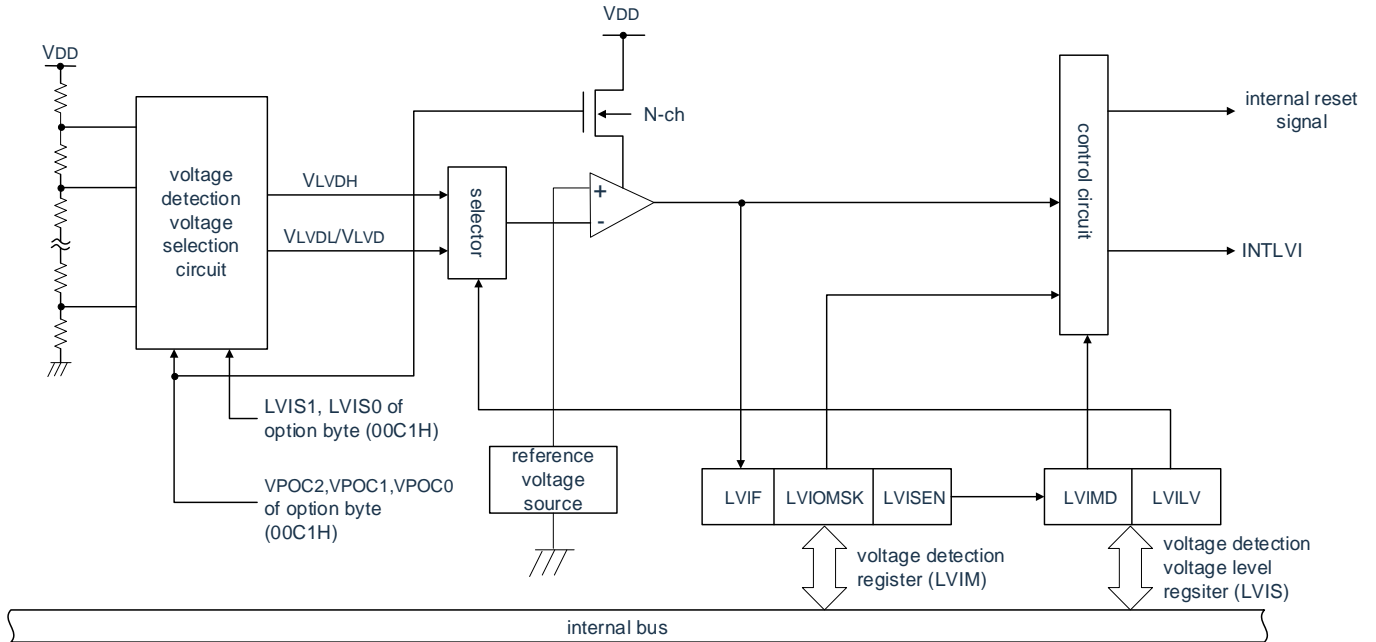 VDD
VDD
N-ch
voltage
detection
voltage
selection
circuit
VLVDH
VLVDL/VLVD
selector
+
-
control circuit
internal reset
signal
INTLVI
LVIS1, LVIS0 of
option byte (00C1H)
VPOC2,VPOC1,VPOC0
of option byte
(00C1H)
reference
voltage
source
LVIF
LVIOMSK
LVISEN
LVIMD
LVILV
voltage detection
register (LVIM)
voltage detection
voltage level
regsiter (LVIS)
internal bus